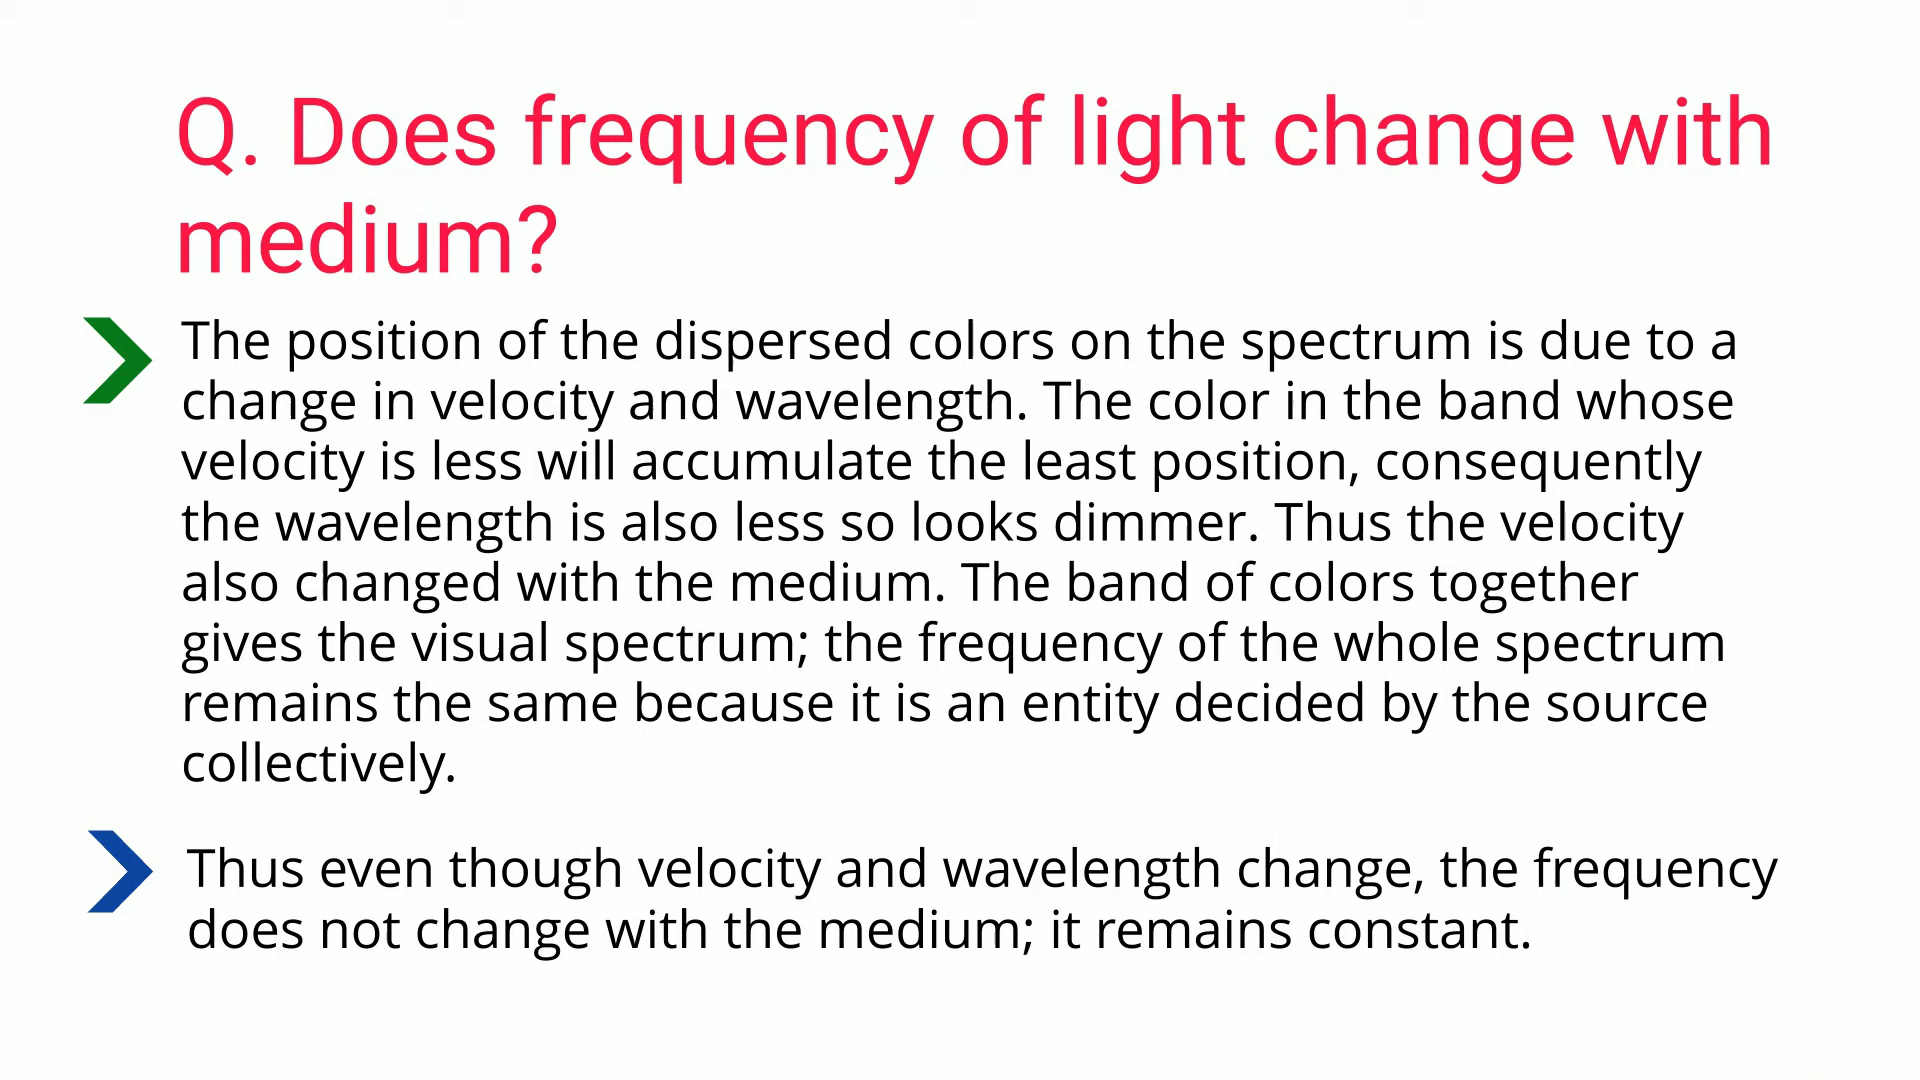 Q. Does frequency of light change with
medium?
The position of the dispersed colors on the spectrum is due to a
change in velocity and wavelength. The color in the band whose
velocity is less will accumulate the least position, consequently
the wavelength is also less so looks dimmer. Thus the velocity
also changed with the medium. The band of colors together
gives the visual spectrum; the frequency of the whole spectrum
remains the same because it is an entity decided by the source
collectively.
Thus even though velocity and wavelength change, the frequency
does not change with the medium; it remains constant.